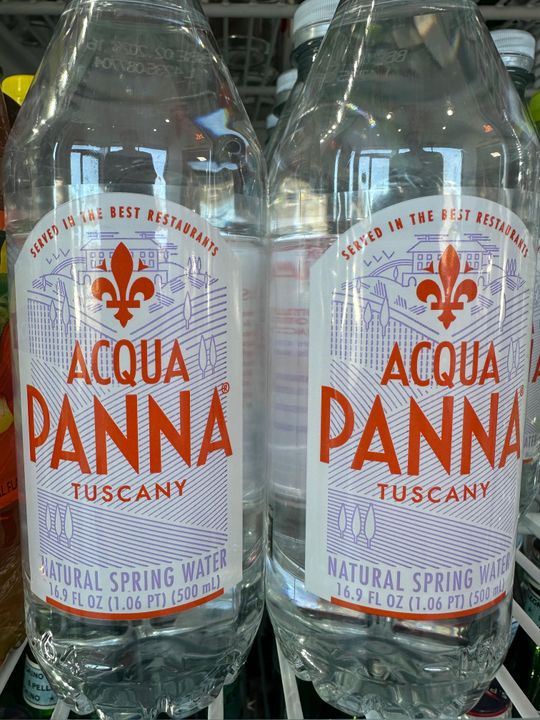 SERVED IN THE BEST RESTAURANTS
ACQUA
PANNA®
TUSCANY
NATURAL SPRING WATER
16.9 FL OZ (1.06 PT) (500 mL)
SERVED IN THE BEST RESTAURANTS
ACQUA
PANNA®
TUSCANY
NATURAL SPRING WATER
16.9 FL OZ (1.06 PT) (500 mL)